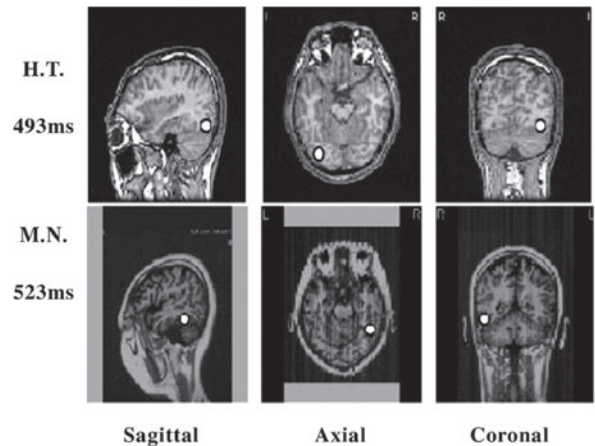 I R R I
H.T.
493ms
L R R L
M.N.
523ms
Sagittal Axial Coronal